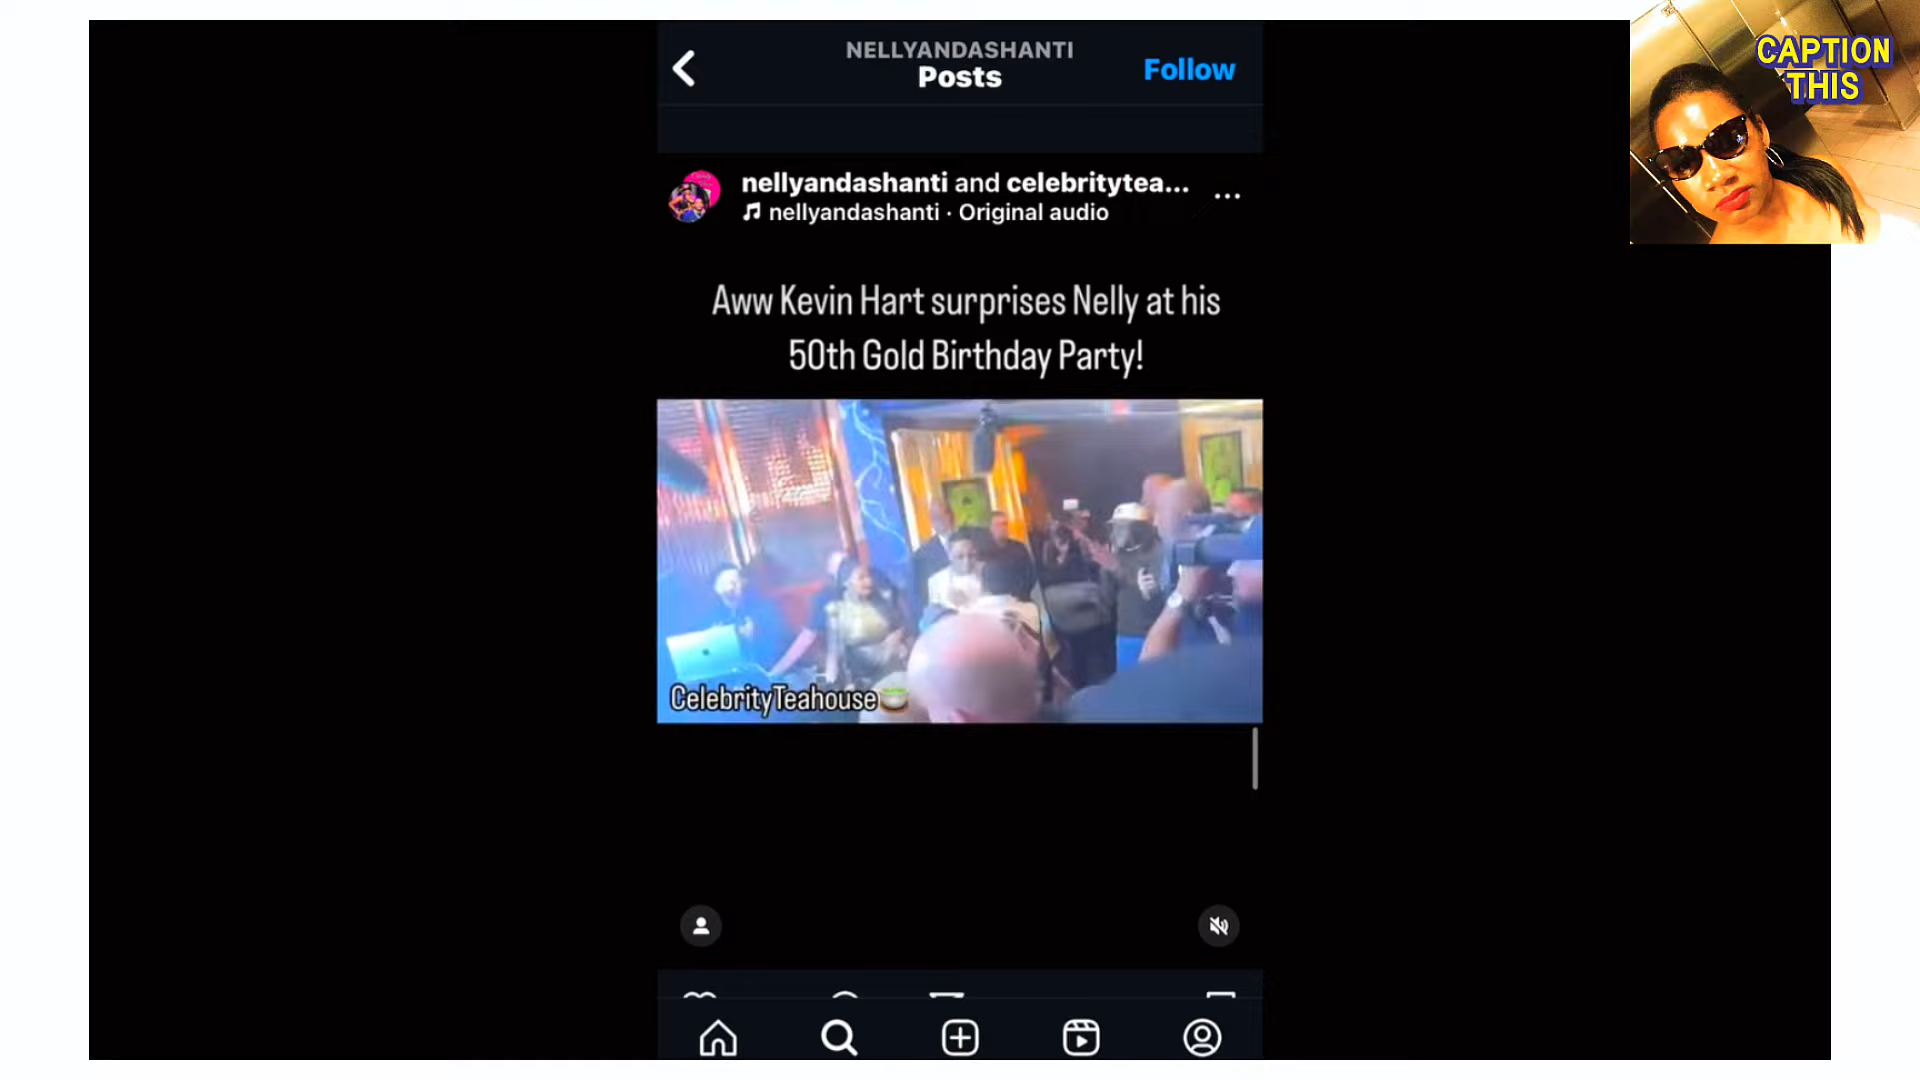 NELLYANDASHANTI
Posts
Follow
CAPTION
THIS
nellyandashanti and celebritytea...
nellyandashanti · Original audio
Aww Kevin Hart surprises Nelly at his
50th Gold Birthday Party!
CelebrityTeahouse